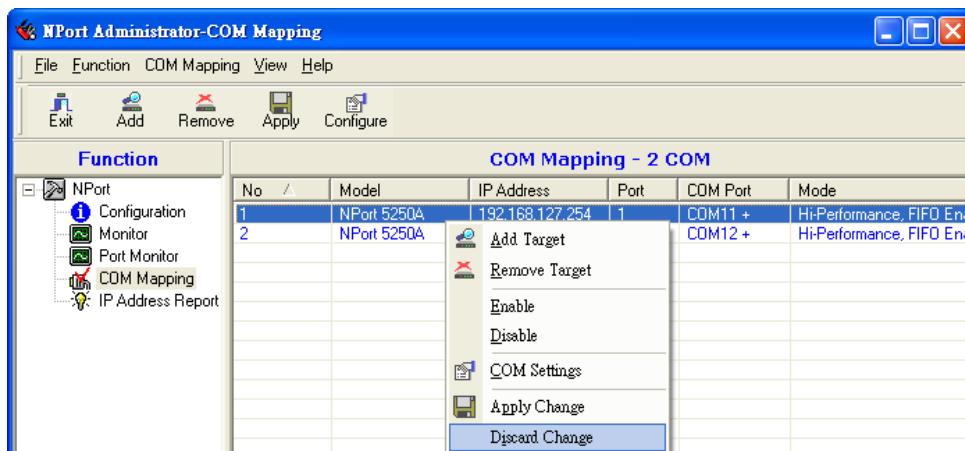 NPort Administrator-COM Mapping
File Function COM Mapping View Help
Exit Add Remove Apply Configure
Function
COM Mapping - 2 COM
NPort
Configuration
Monitor
Port Monitor
COM Mapping
IP Address Report
No Model IP Address Port COM Port Mode
1 NPort 5250A 192.168.127.254 1 COM11 + Hi-Performance, FIFO Ena
2 NPort 5250A COM12 + Hi-Performance, FIFO Ena
Add Target
Remove Target
Enable
Disable
COM Settings
Apply Change
Discard Change